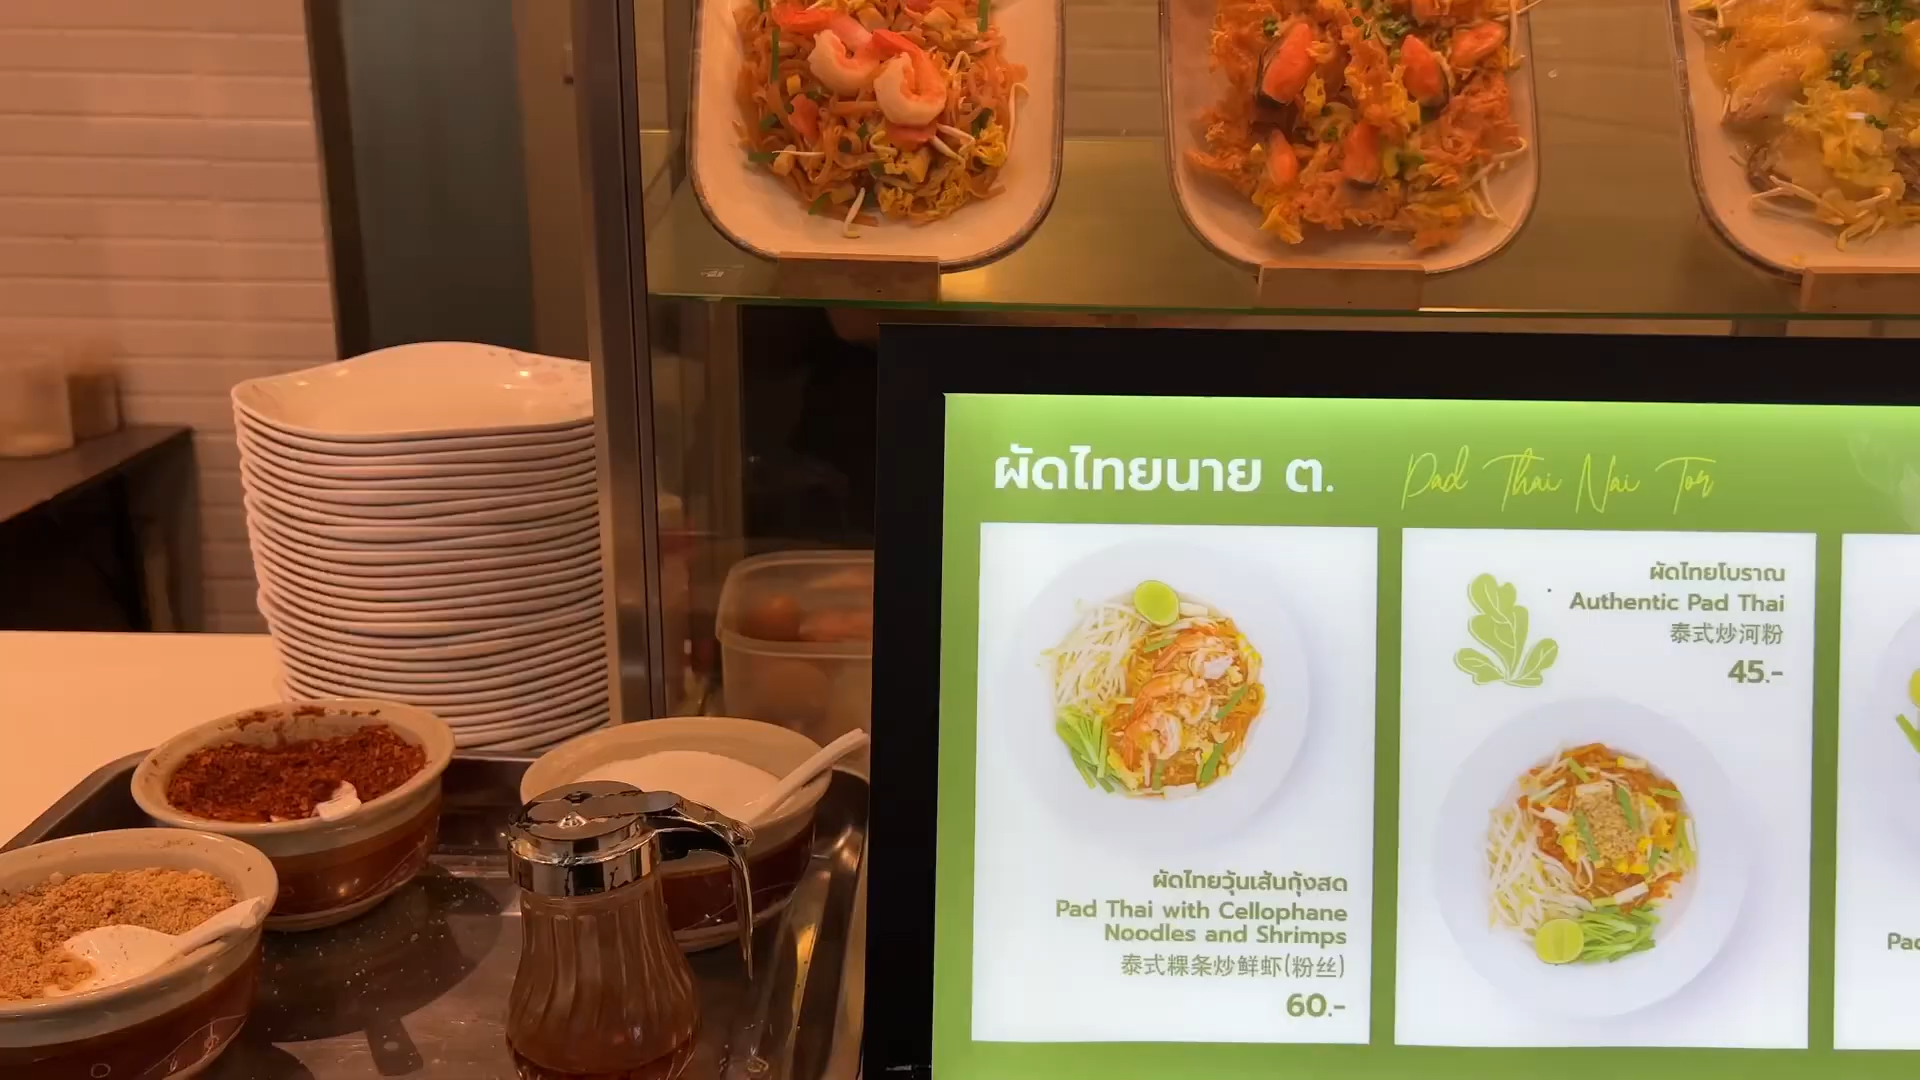 ผัดไทยนาย ต.
Pad Thai Nai Tor
ผัดไทยวุ้นเส้นกุ้งสด
Pad Thai with Cellophane
Noodles and Shrimps
泰式粿条炒鲜虾(粉丝)
60.-
ผัดไทยโบราณ
Authentic Pad Thai
泰式炒河粉
45.-